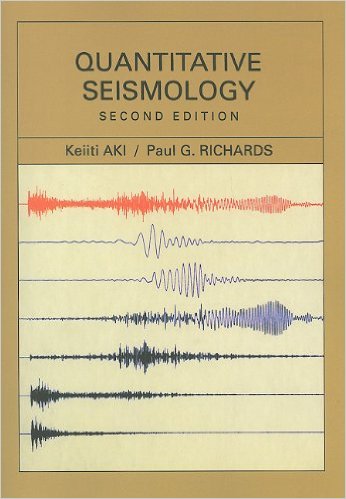 QUANTITATIVE
SEISMOLOGY
SECOND EDITION
Keiiti AKI / Paul G. RICHARDS